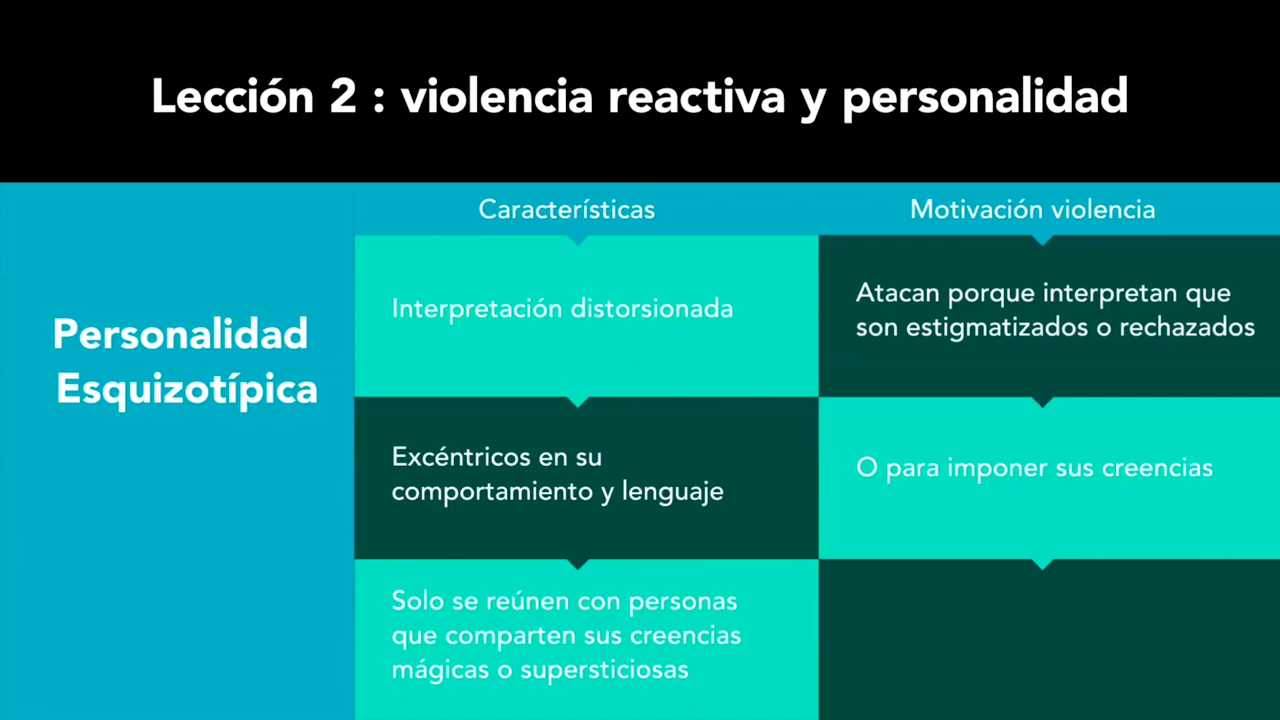 Lección 2 : violencia reactiva y personalidad
Características
Motivación violencia
Personalidad
Esquizotípica
Interpretación distorsionada
Atacan porque interpretan que
son estigmatizados o rechazados
Excéntricos en su
comportamiento y lenguaje
O para imponer sus creencias
Solo se reúnen con personas
que comparten sus creencias
mágicas o supersticiosas